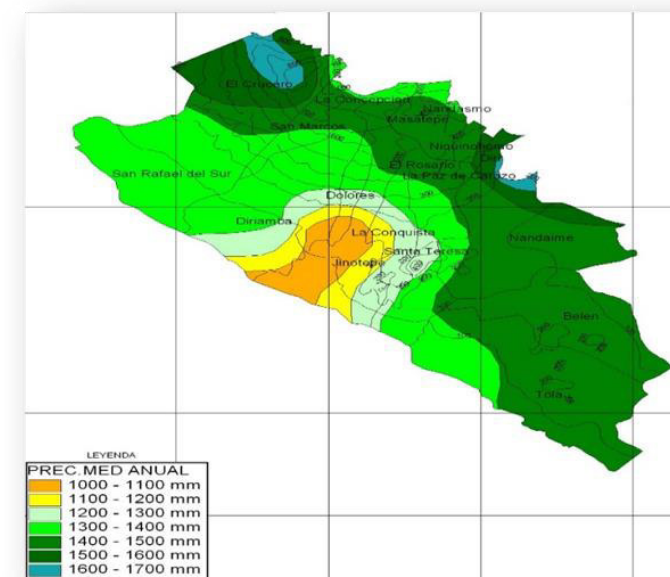 El Crucero
La Concepcion
Nandasmo
Masatepe
San Marcos
Niquinohomo
El Rosario
La Paz de Carazo
San Rafael del Sur
Dolores
Diriamba
La Conquista
Nandaime
Santa Teresa
Jinotepe
Belen
Tola
LEYENDA
PREC.MED ANUAL
1000 - 1100 mm
1100 - 1200 mm
1200 - 1300 mm
1300 - 1400 mm
1400 - 1500 mm
1500 - 1600 mm
1600 - 1700 mm